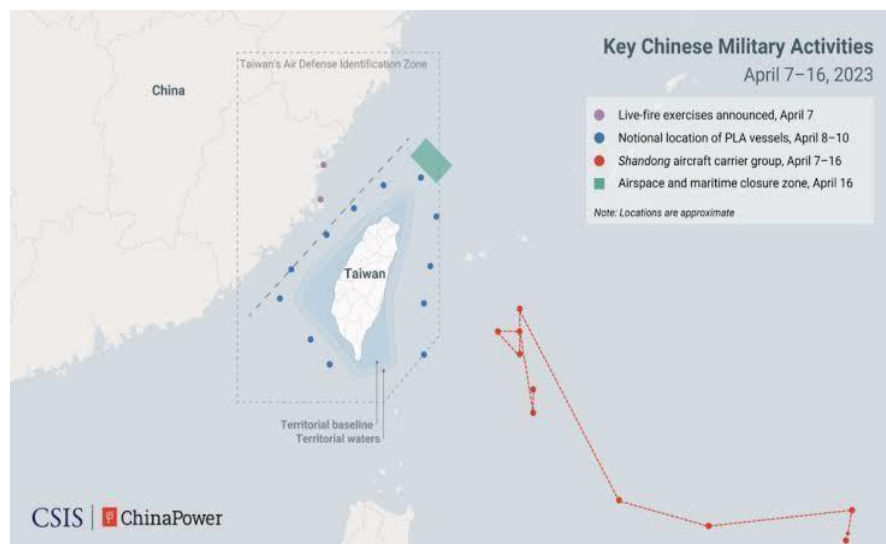 Key Chinese Military Activities
April 7–16, 2023
Taiwan's Air Defense Identification Zone
China
Live-fire exercises announced, April 7
Notional location of PLA vessels, April 8–10
Shandong aircraft carrier group, April 7–16
Airspace and maritime closure zone, April 16
Note: Locations are approximate
Taiwan
Territorial baseline
Territorial waters
CSIS
ChinaPower